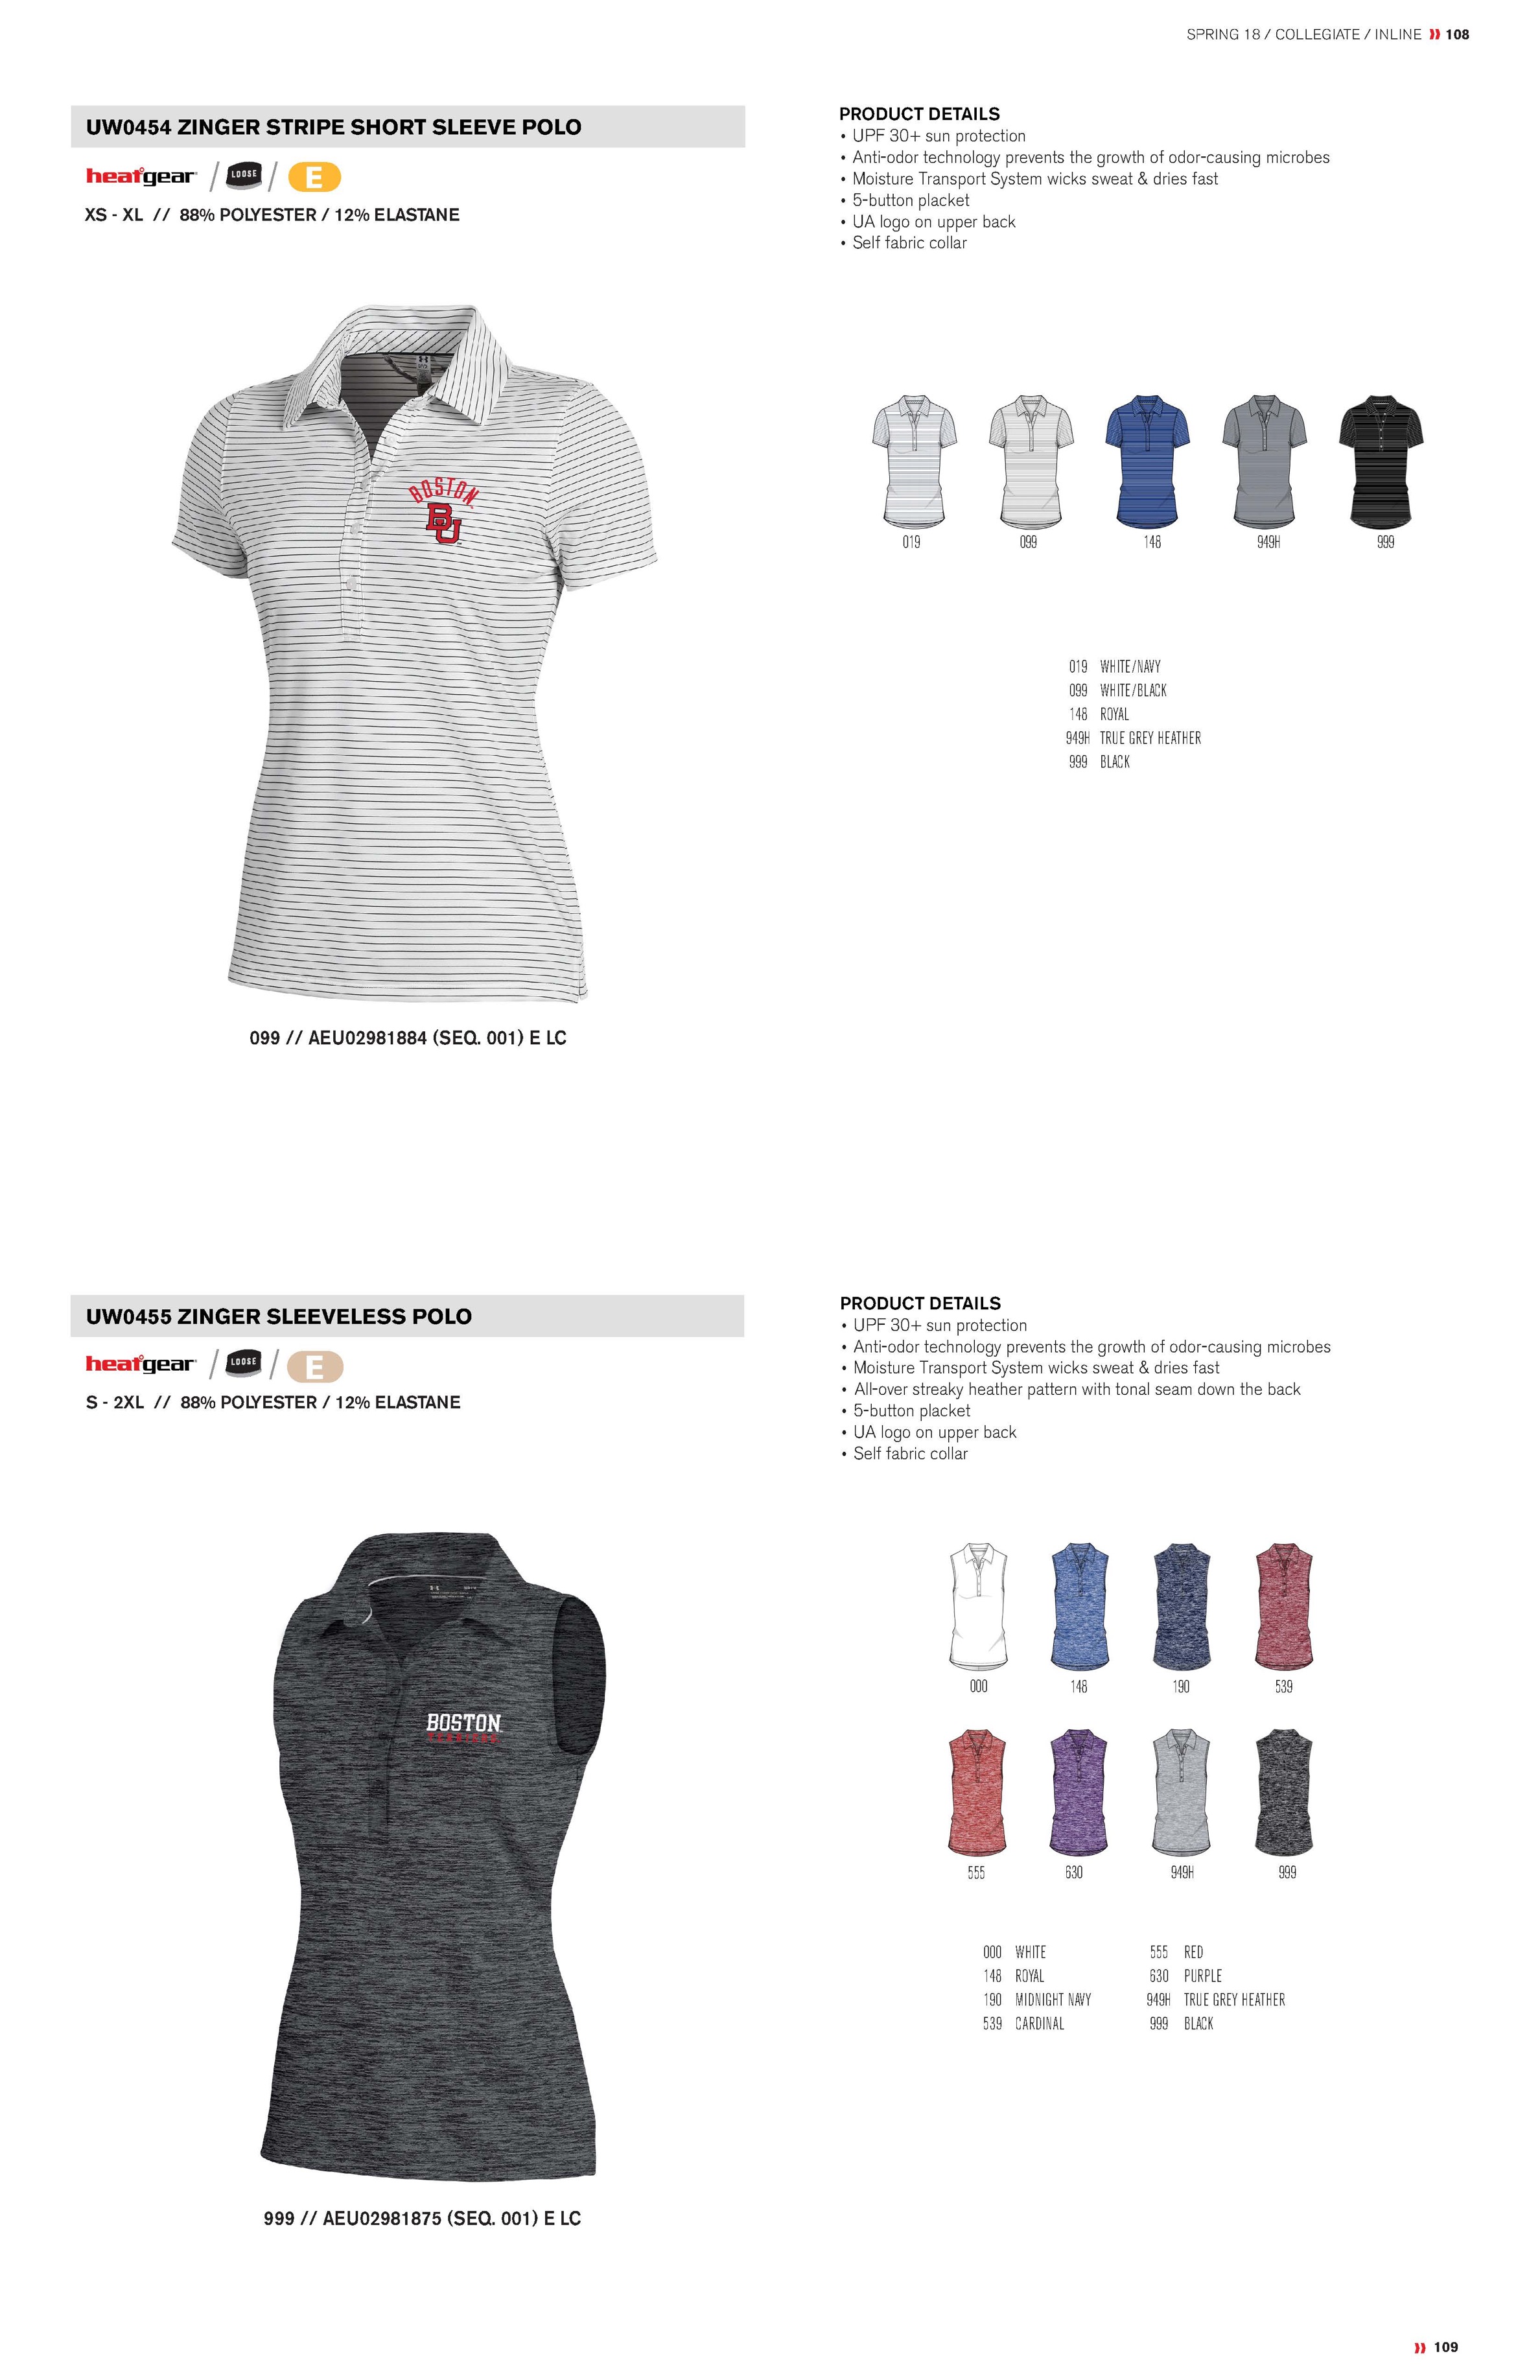 SPRING 18 / COLLEGIATE / INLINE 108
UW0454 ZINGER STRIPE SHORT SLEEVE POLO
heatgear / LOOSE / E
XS - XL // 88% POLYESTER / 12% ELASTANE
PRODUCT DETAILS
• UPF 30+ sun protection
• Anti-odor technology prevents the growth of odor-causing microbes
• Moisture Transport System wicks sweat & dries fast
• 5-button placket
• UA logo on upper back
• Self fabric collar
BOSTON
BU
019 099 148 949H 999
019 WHITE/NAVY
099 WHITE/BLACK
148 ROYAL
949H TRUE GREY HEATHER
999 BLACK
099 // AEU02981884 (SEQ. 001) E LC
UW0455 ZINGER SLEEVELESS POLO
heatgear / LOOSE / E
S - 2XL // 88% POLYESTER / 12% ELASTANE
PRODUCT DETAILS
• UPF 30+ sun protection
• Anti-odor technology prevents the growth of odor-causing microbes
• Moisture Transport System wicks sweat & dries fast
• All-over streaky heather pattern with tonal seam down the back
• 5-button placket
• UA logo on upper back
• Self fabric collar
BOSTON
000 148 190 539
555 630 949H 999
000 WHITE
148 ROYAL
190 MIDNIGHT NAVY
539 CARDINAL
555 RED
630 PURPLE
949H TRUE GREY HEATHER
999 BLACK
999 // AEU02981875 (SEQ. 001) E LC
109